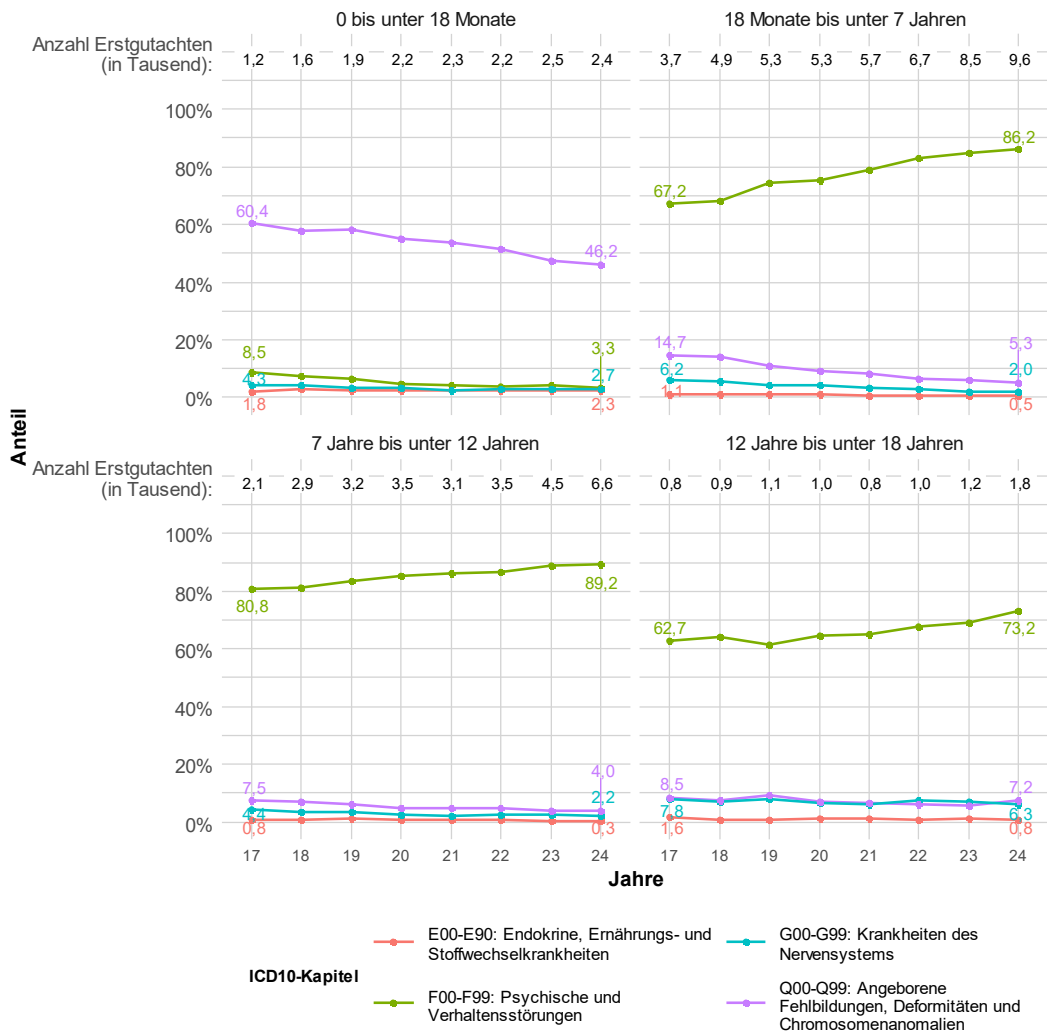 0 bis unter 18 Monate
18 Monate bis unter 7 Jahren
Anzahl Erstgutachten
(in Tausend):
1,2 1,6 1,9 2,2 2,3 2,2 2,5 2,4
3,7 4,9 5,3 5,3 5,7 6,7 8,5 9,6
100%
80%
60%
40%
20%
0%
60,4
46,2
8,5
3,3
4,3
2,7
1,8
2,3
67,2
86,2
14,7
5,3
6,2
2,0
1,1
0,5
Anteil
7 Jahre bis unter 12 Jahren
12 Jahre bis unter 18 Jahren
Anzahl Erstgutachten
(in Tausend):
2,1 2,9 3,2 3,5 3,1 3,5 4,5 6,6
0,8 0,9 1,1 1,0 0,8 1,0 1,2 1,8
100%
80%
60%
40%
20%
0%
80,8
89,2
7,5
4,0
4,4
2,2
0,8
0,3
62,7
73,2
8,5
7,2
7,8
6,3
1,6
0,8
17 18 19 20 21 22 23 24
17 18 19 20 21 22 23 24
Jahre
ICD10-Kapitel
E00-E90: Endokrine, Ernährungs- und
Stoffwechselkrankheiten
F00-F99: Psychische und
Verhaltensstörungen
G00-G99: Krankheiten des
Nervensystems
Q00-Q99: Angeborene
Fehlbildungen, Deformitäten und
Chromosomenanomalien